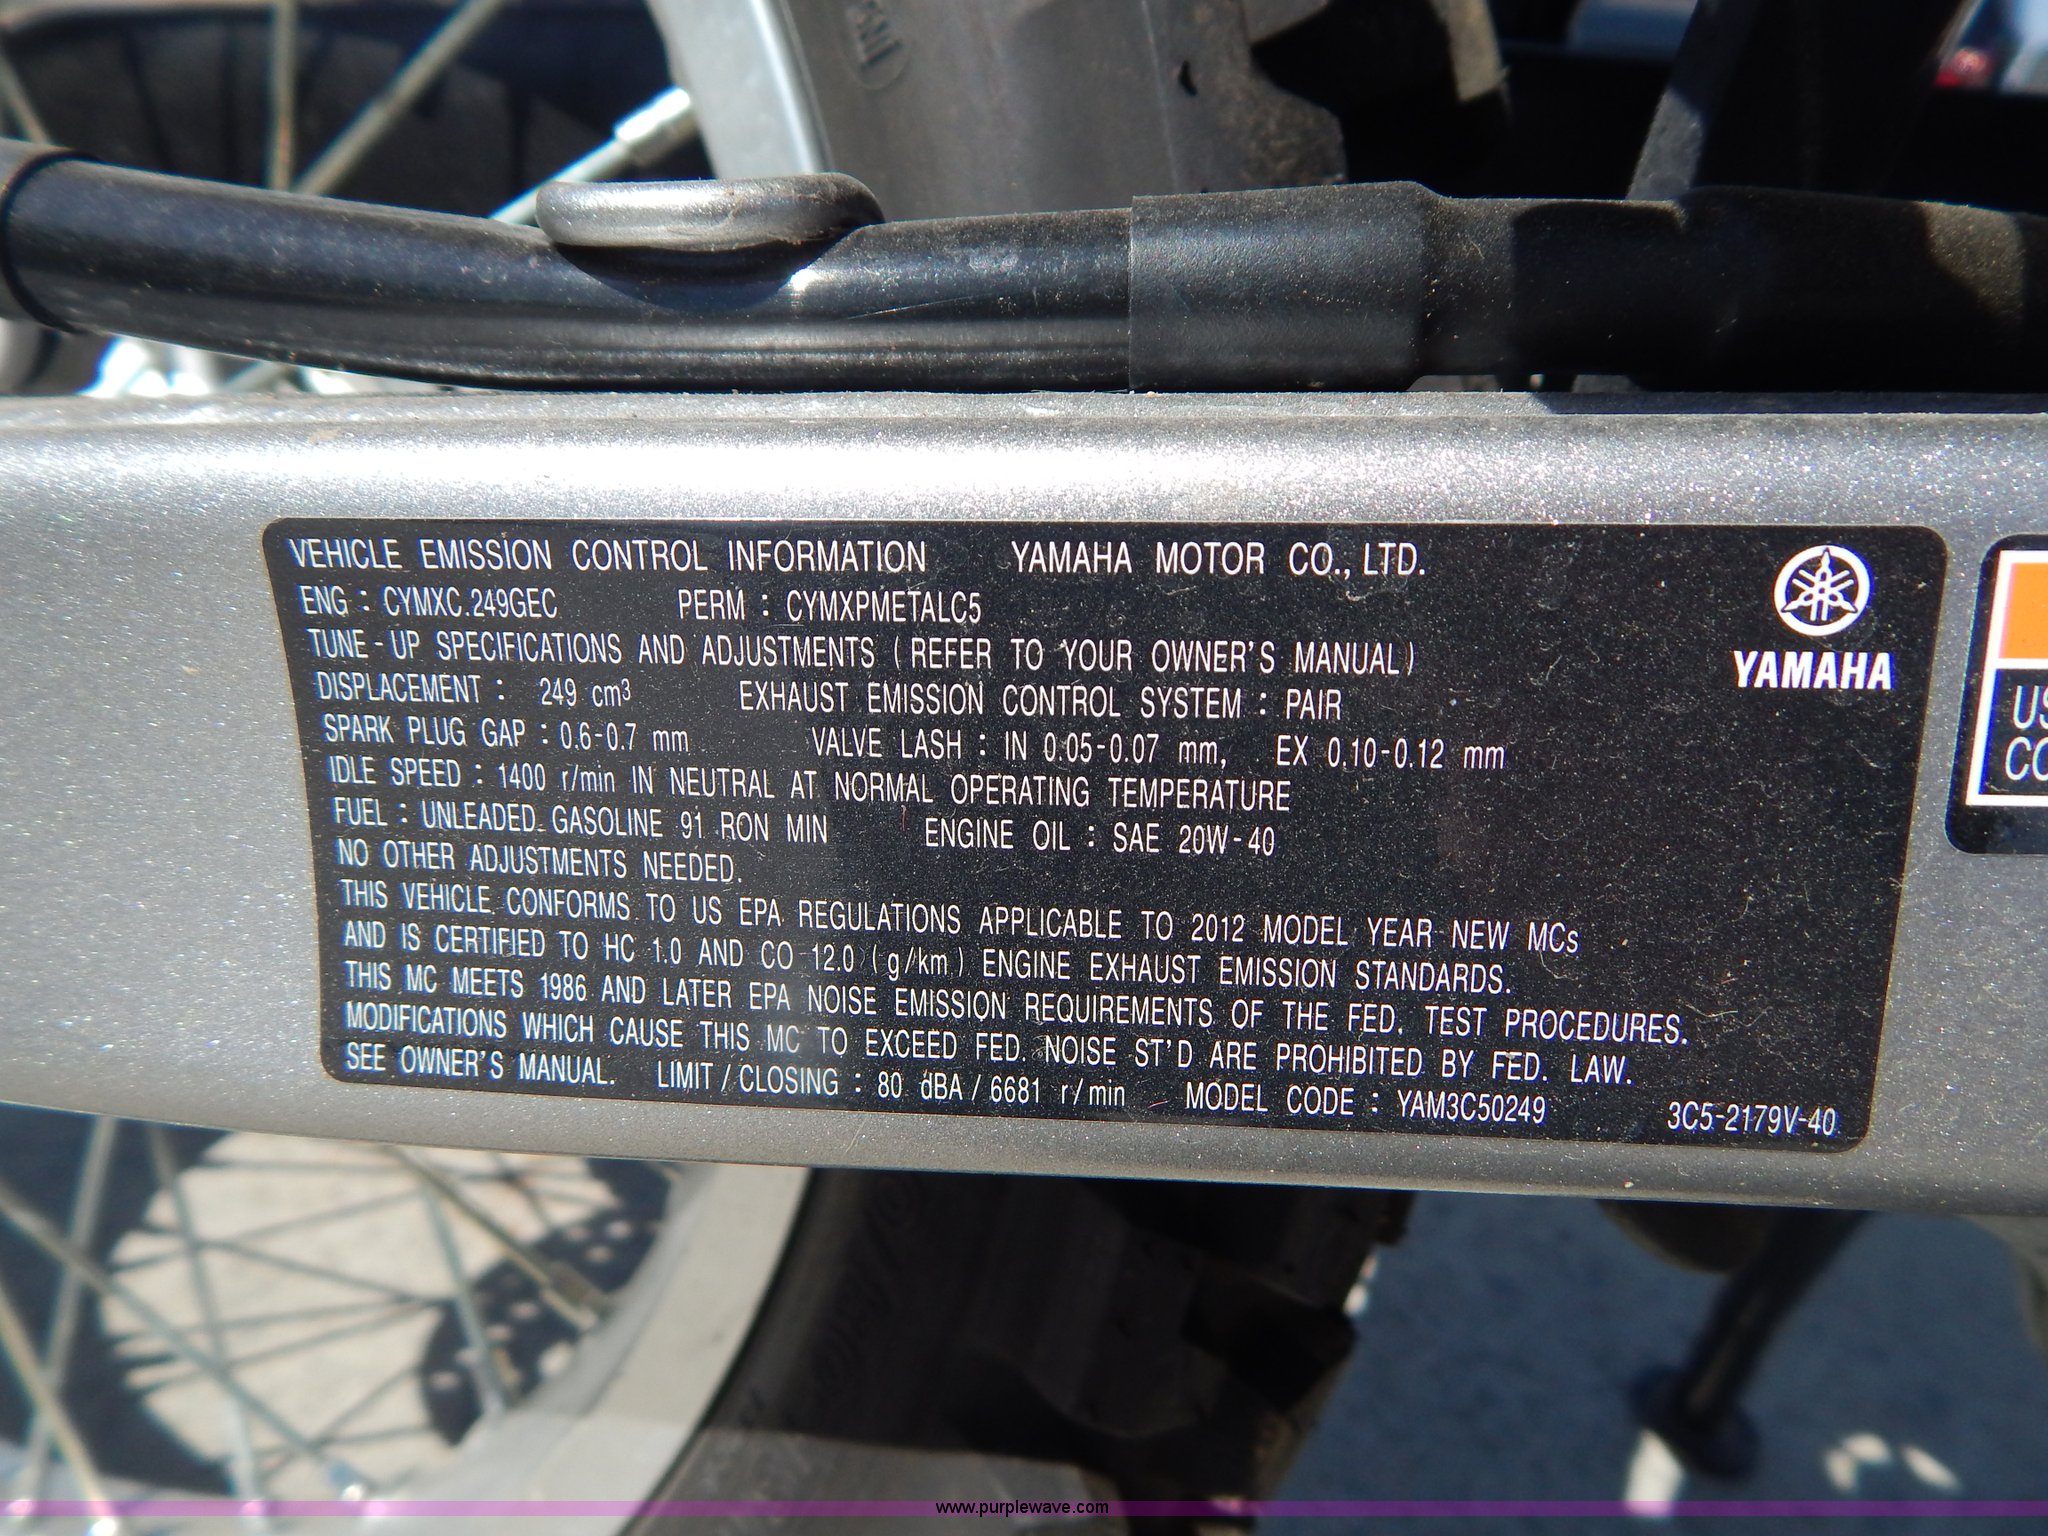 VEHICLE EMISSION CONTROL INFORMATION YAMAHA MOTOR CO., LTD.
ENG : CYMXC.249GEC PERM : CYMXPMETALC5
TUNE-UP SPECIFICATIONS AND ADJUSTMENTS (REFER TO YOUR OWNER'S MANUAL)
DISPLACEMENT : 249 cm³ EXHAUST EMISSION CONTROL SYSTEM : PAIR
SPARK PLUG GAP : 0.6-0.7 mm VALVE LASH : IN 0.05-0.07 mm, EX 0.10-0.12 mm
IDLE SPEED : 1400 r/min IN NEUTRAL AT NORMAL OPERATING TEMPERATURE
FUEL : UNLEADED GASOLINE 91 RON MIN ENGINE OIL : SAE 20W-40
NO OTHER ADJUSTMENTS NEEDED.
THIS VEHICLE CONFORMS TO US EPA REGULATIONS APPLICABLE TO 2012 MODEL YEAR NEW MCs
AND IS CERTIFIED TO HC 1.0 AND CO 12.0 (g/km) ENGINE EXHAUST EMISSION STANDARDS.
THIS MC MEETS 1986 AND LATER EPA NOISE EMISSION REQUIREMENTS OF THE FED. TEST PROCEDURES.
MODIFICATIONS WHICH CAUSE THIS MC TO EXCEED FED. NOISE ST'D ARE PROHIBITED BY FED. LAW.
SEE OWNER'S MANUAL. LIMIT/CLOSING : 80 dBA/6681 r/min MODEL CODE : YAM3C50249 3C5-2179V-40
YAMAHA
US
CO
www.purplewave.com